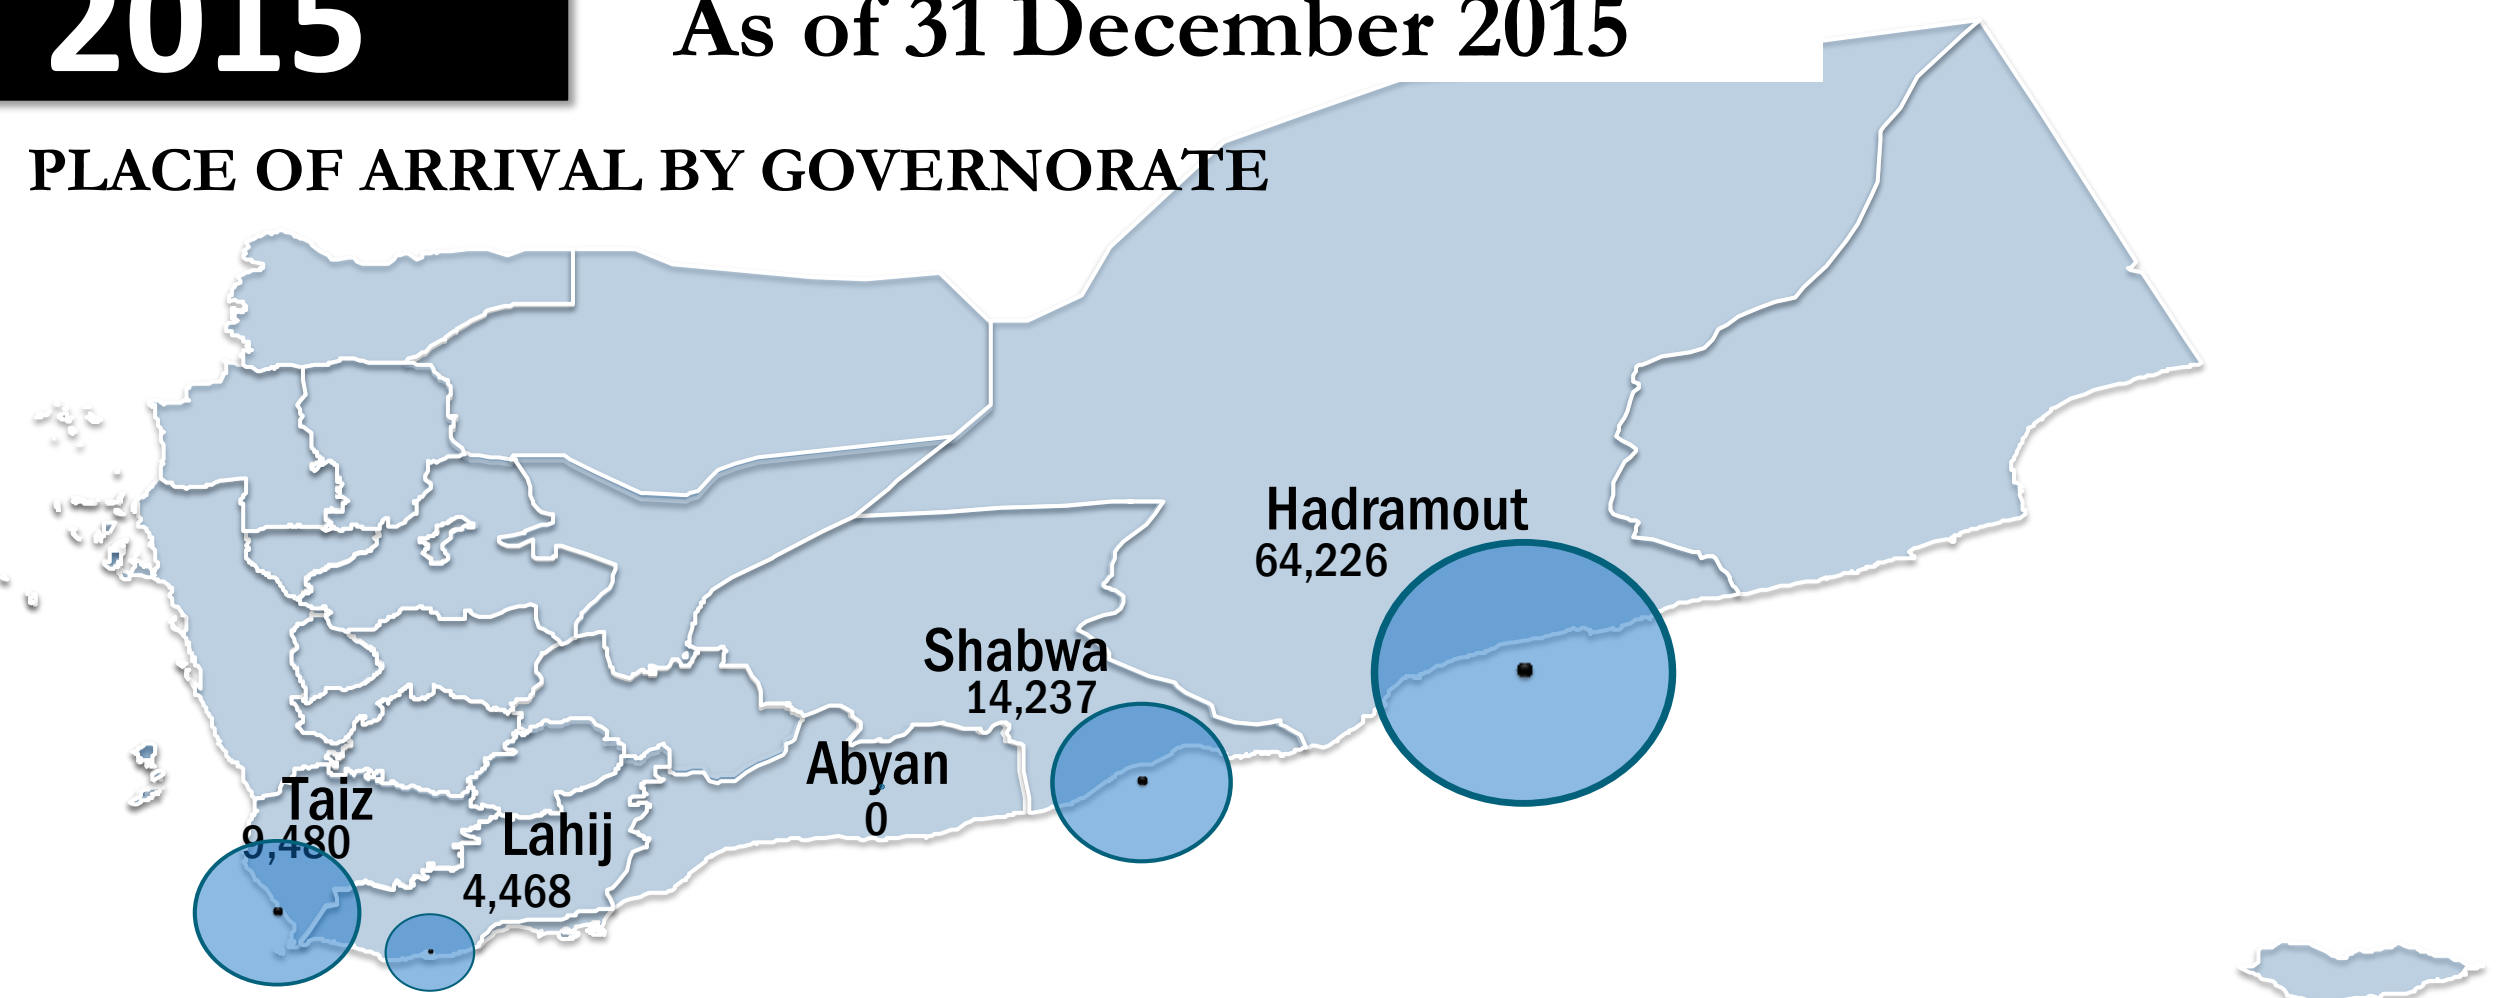 2015
As of 31 December 2015
PLACE OF ARRIVAL BY GOVERNORATE
Hadramout
64,226
Shabwa
14,237
Abyan
0
Taiz
9,480
Lahij
4,468